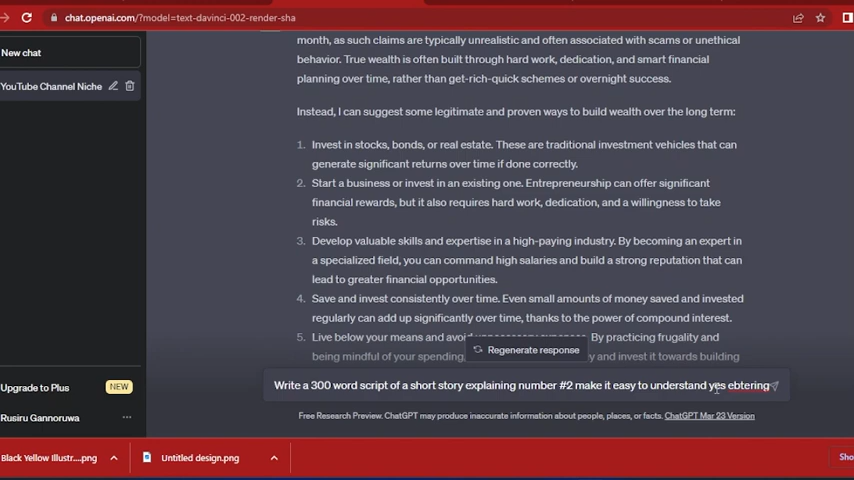 chat.openai.com/?model=text-davinci-002-render-sha
New chat
YouTube Channel Niche
month, as such claims are typically unrealistic and often associated with scams or unethical
behavior. True wealth is often built through hard work, dedication, and smart financial
planning over time, rather than get-rich-quick schemes or overnight success.
Instead, I can suggest some legitimate and proven ways to build wealth over the long term:
1. Invest in stocks, bonds, or real estate. These are traditional investment vehicles that can
generate significant returns over time if done correctly.
2. Start a business or invest in an existing one. Entrepreneurship can offer significant
financial rewards, but it also requires hard work, dedication, and a willingness to take
risks.
3. Develop valuable skills and expertise in a high-paying industry. By becoming an expert in
a specialized field, you can command high salaries and build a strong reputation that can
lead to greater financial opportunities.
4. Save and invest consistently over time. Even small amounts of money saved and invested
regularly can add up significantly over time, thanks to the power of compound interest.
5. Live below your means and avoid unnecessary expenses. By practicing frugality and
being mindful of your spending, y and invest it towards building
Regenerate response
Write a 300 word script of a short story explaining number #2 make it easy to understand yes ebtering
Free Research Preview. ChatGPT may produce inaccurate information about people, places, or facts. ChatGPT Mar 23 Version
Upgrade to Plus NEW
Rusiru Gannoruwa ...
Black Yellow Illustr....png
Untitled design.png
Sho